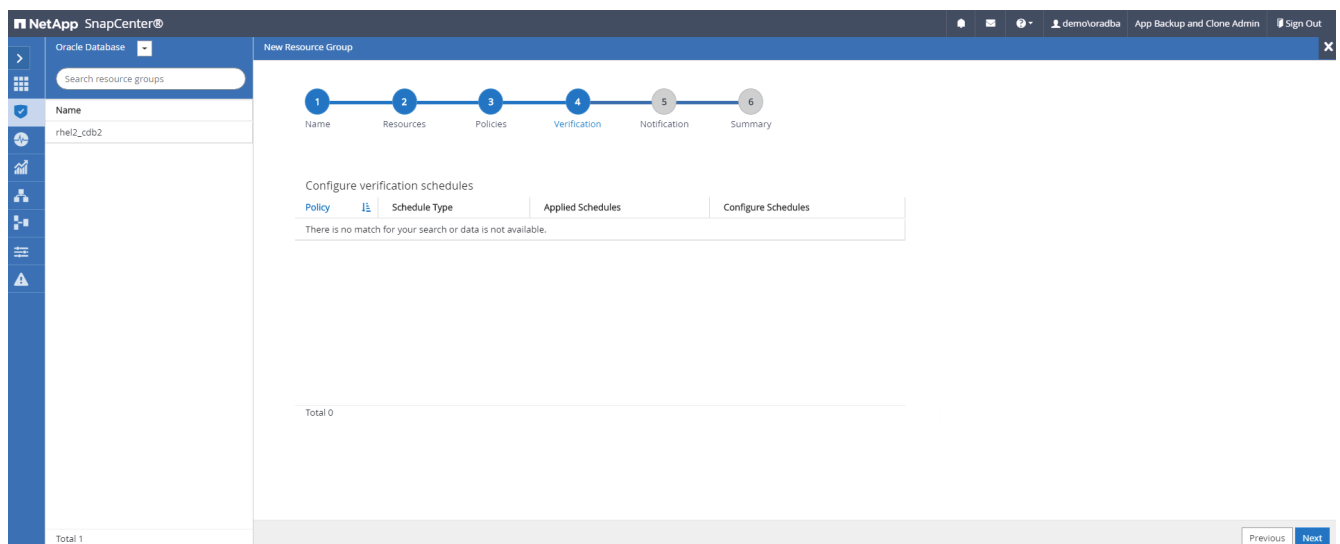 NetApp SnapCenter®
demo\oradba App Backup and Clone Admin Sign Out
Oracle Database
New Resource Group
Search resource groups
Name
rhel2_cdb2
1 2 3 4 5 6
Name Resources Policies Verification Notification Summary
Configure verification schedules
Policy Schedule Type Applied Schedules Configure Schedules
There is no match for your search or data is not available.
Total 0
Total 1
Previous Next